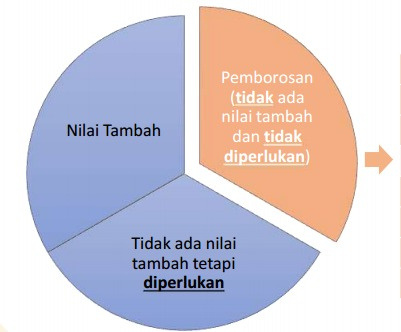 Pemborosan
(tidak ada
nilai tambah
dan tidak
diperlukan)
Nilai Tambah
Tidak ada nilai
tambah tetapi
diperlukan